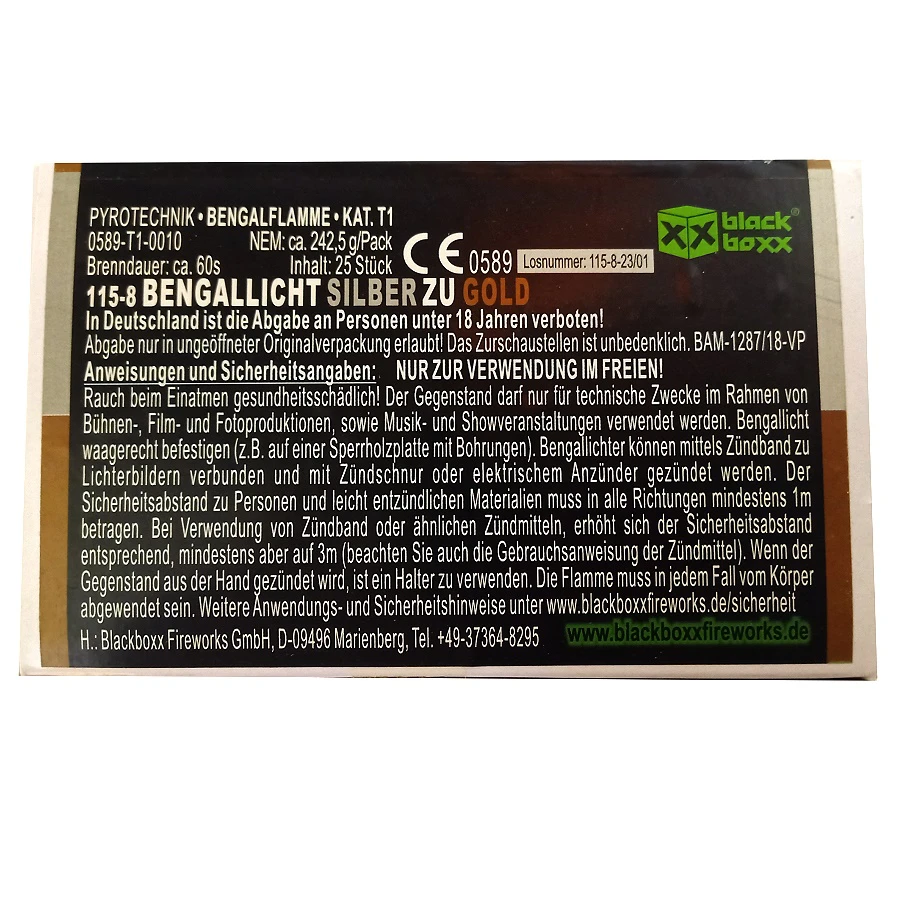 PYROTECHNIK • BENGALFLAMME • KAT. T1
0589-T1-0010 NEM: ca. 242,5 g/Pack
Brenndauer: ca. 60s Inhalt: 25 Stück
CE 0589 Losnummer: 115-8-23/01
XX black® boxx
115-8 BENGALLICHT SILBER ZU GOLD
In Deutschland ist die Abgabe an Personen unter 18 Jahren verboten!
Abgabe nur in ungeöffneter Originalverpackung erlaubt! Das Zurschaustellen ist unbedenklich. BAM-1287/18-VP
Anweisungen und Sicherheitsangaben: NUR ZUR VERWENDUNG IM FREIEN!
Rauch beim Einatmen gesundheitsschädlich! Der Gegenstand darf nur für technische Zwecke im Rahmen von
Bühnen-, Film- und Fotoproduktionen, sowie Musik- und Showveranstaltungen verwendet werden. Bengallicht
waagerecht befestigen (z.B. auf einer Sperrholzplatte mit Bohrungen). Bengallichter können mittels Zündband zu
Lichterbildern verbunden und mit Zündschnur oder elektrischem Anzünder gezündet werden. Der
Sicherheitsabstand zu Personen und leicht entzündlichen Materialien muss in alle Richtungen mindestens 1m
betragen. Bei Verwendung von Zündband oder ähnlichen Zündmitteln, erhöht sich der Sicherheitsabstand
entsprechend, mindestens aber auf 3m (beachten Sie auch die Gebrauchsanweisung der Zündmittel). Wenn der
Gegenstand aus der Hand gezündet wird, ist ein Halter zu verwenden. Die Flamme muss in jedem Fall vom Körper
abgewendet sein. Weitere Anwendungs- und Sicherheitshinweise unter www.blackboxxfireworks.de/sicherheit
H.: Blackboxx Fireworks GmbH, D-09496 Marienberg, Tel. +49-37364-8295 www.blackboxxfireworks.de